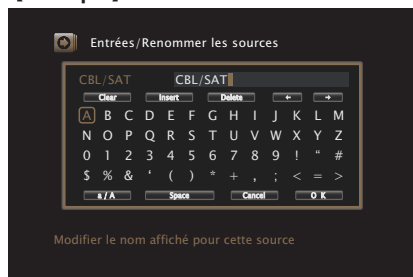 Entrées/Renommer les sources
CBL/SAT CBL/SAT
Clear Insert Delete ← →
A B C D E F G H I J K L M
N O P Q R S T U V W X Y Z
0 1 2 3 4 5 6 7 8 9 ! “ #
$ % & ‘ ( ) * + , ; < = >
a / A Space Cancel O K
Modifier le nom affiché pour cette source